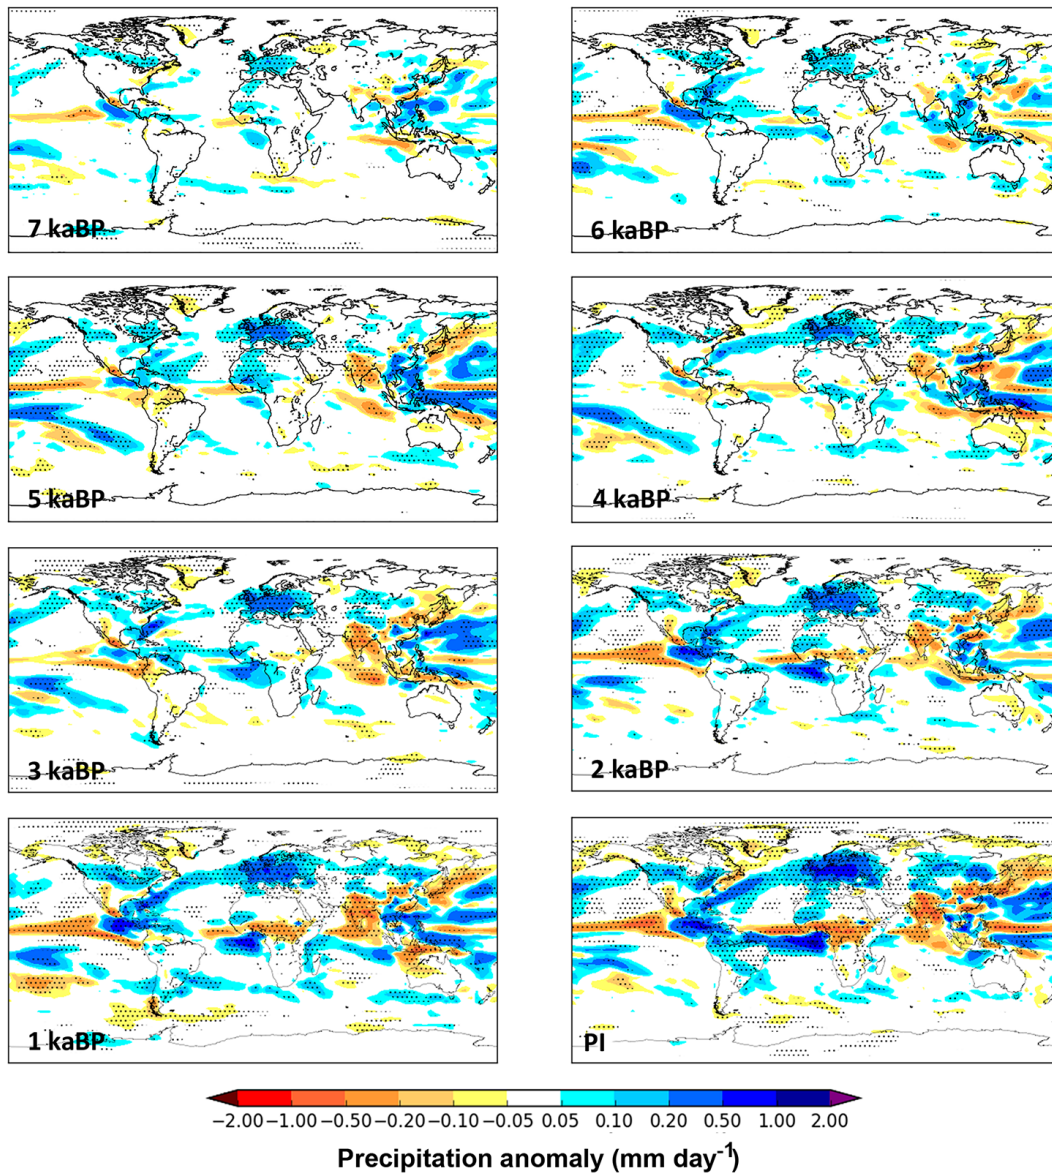 7 kaBP
6 kaBP
5 kaBP
4 kaBP
3 kaBP
2 kaBP
1 kaBP
PI
−2.00 −1.00 −0.50 −0.20 −0.10 −0.05 0.05 0.10 0.20 0.50 1.00 2.00
Precipitation anomaly (mm day-1)